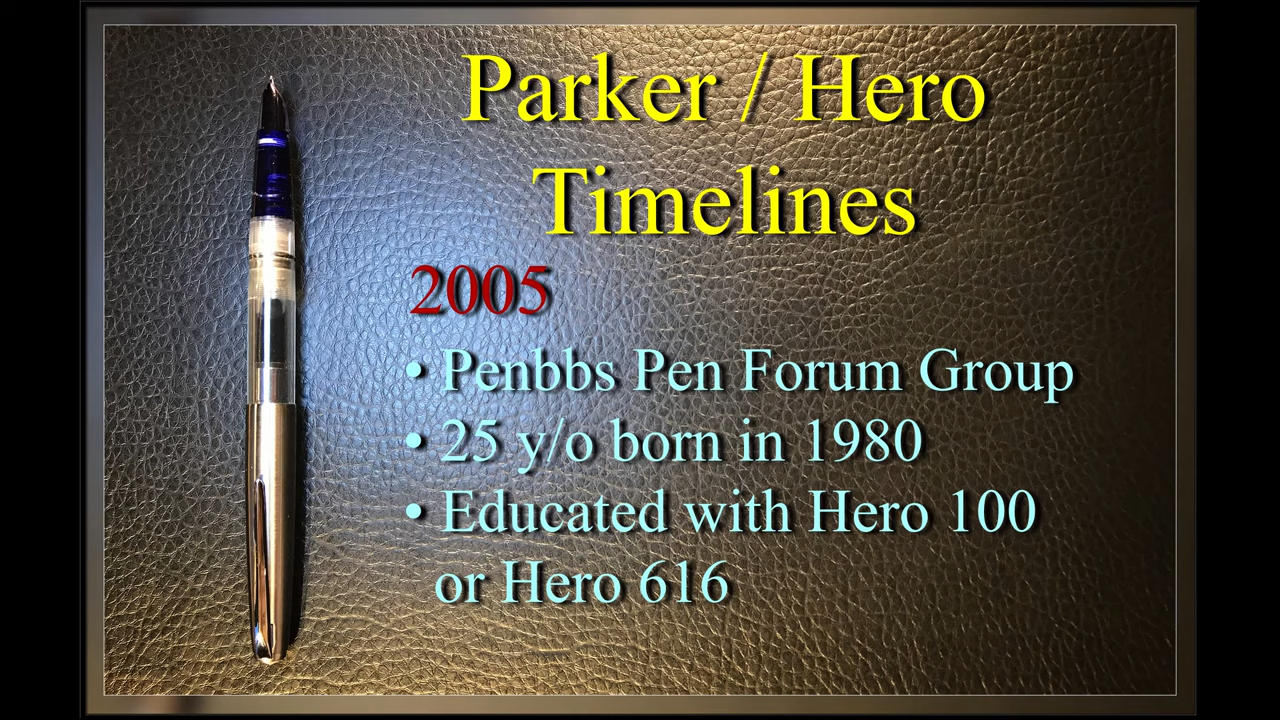 Parker / Hero
Timelines
2005
• Penbbs Pen Forum Group
• 25 y/o born in 1980
• Educated with Hero 100
or Hero 616